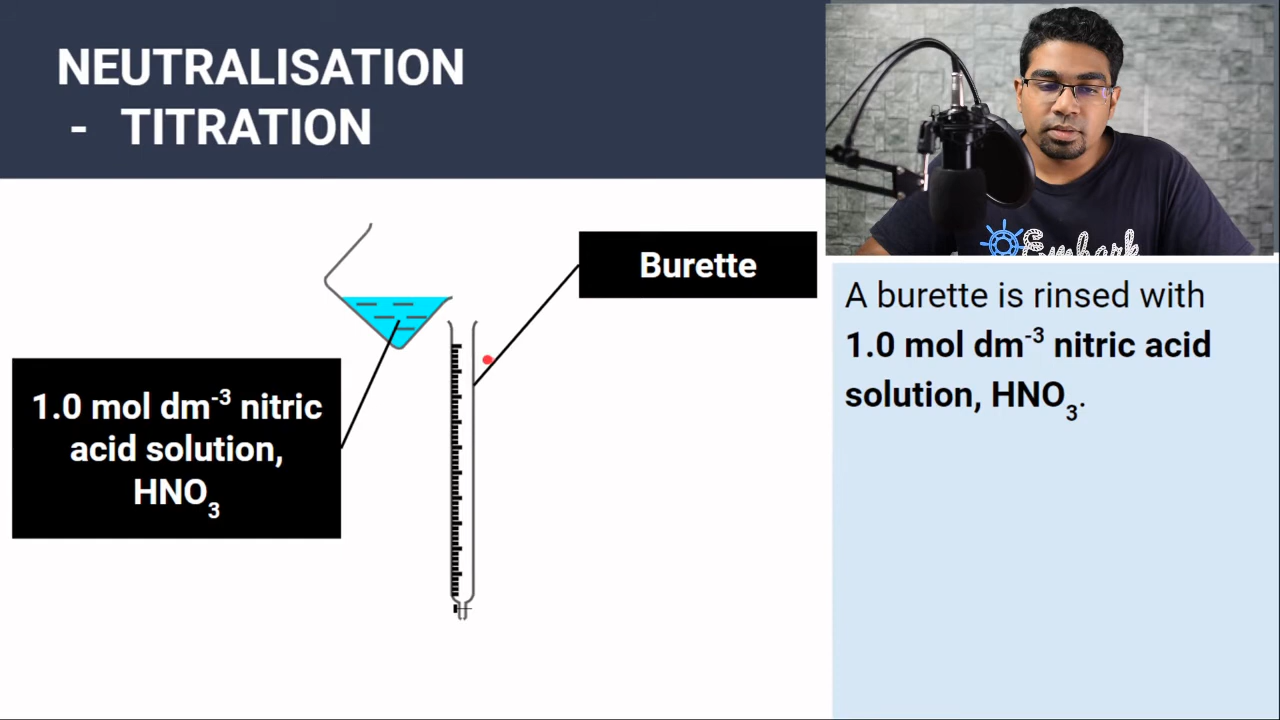 NEUTRALISATION
- TITRATION
Burette
1.0 mol dm⁻³ nitric
acid solution,
HNO₃
A burette is rinsed with
1.0 mol dm⁻³ nitric acid
solution, HNO₃.
Embark